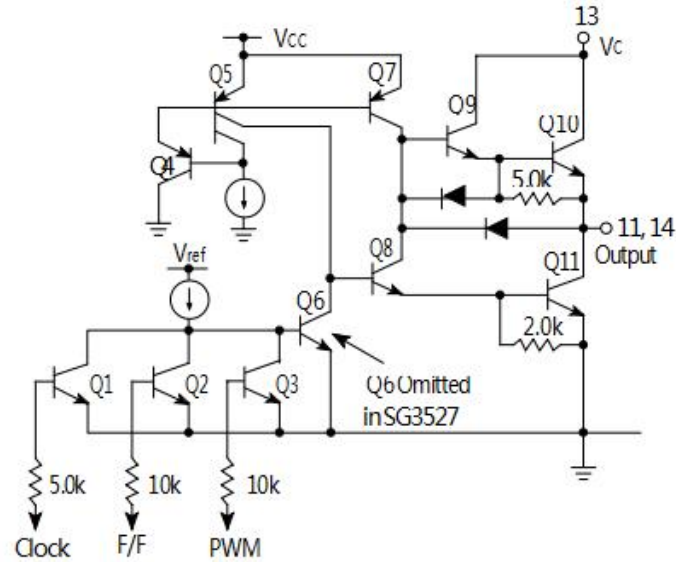 13
Vcc
Vc
Q5
Q7
Q9
Q10
Q4
5.0k
11, 14
Output
Vref
Q8
Q11
Q6
2.0k
Q1
Q2
Q3
Q6 Omitted
in SG3527
5.0k
10k
10k
Clock
F/F
PWM